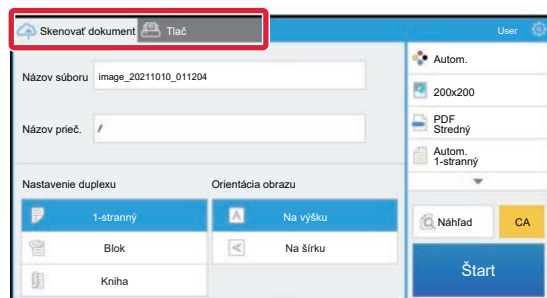 Skenovať dokument
Tlač
User
Názov súboru
image_20211010_011204
Názov prieč.
/
Nastavenie duplexu
Orientácia obrazu
1-stranný
Na výšku
Blok
Na šírku
Kniha
Autom.
200x200
PDF
Stredný
Autom.
1-stranný
Náhľad
CA
Štart